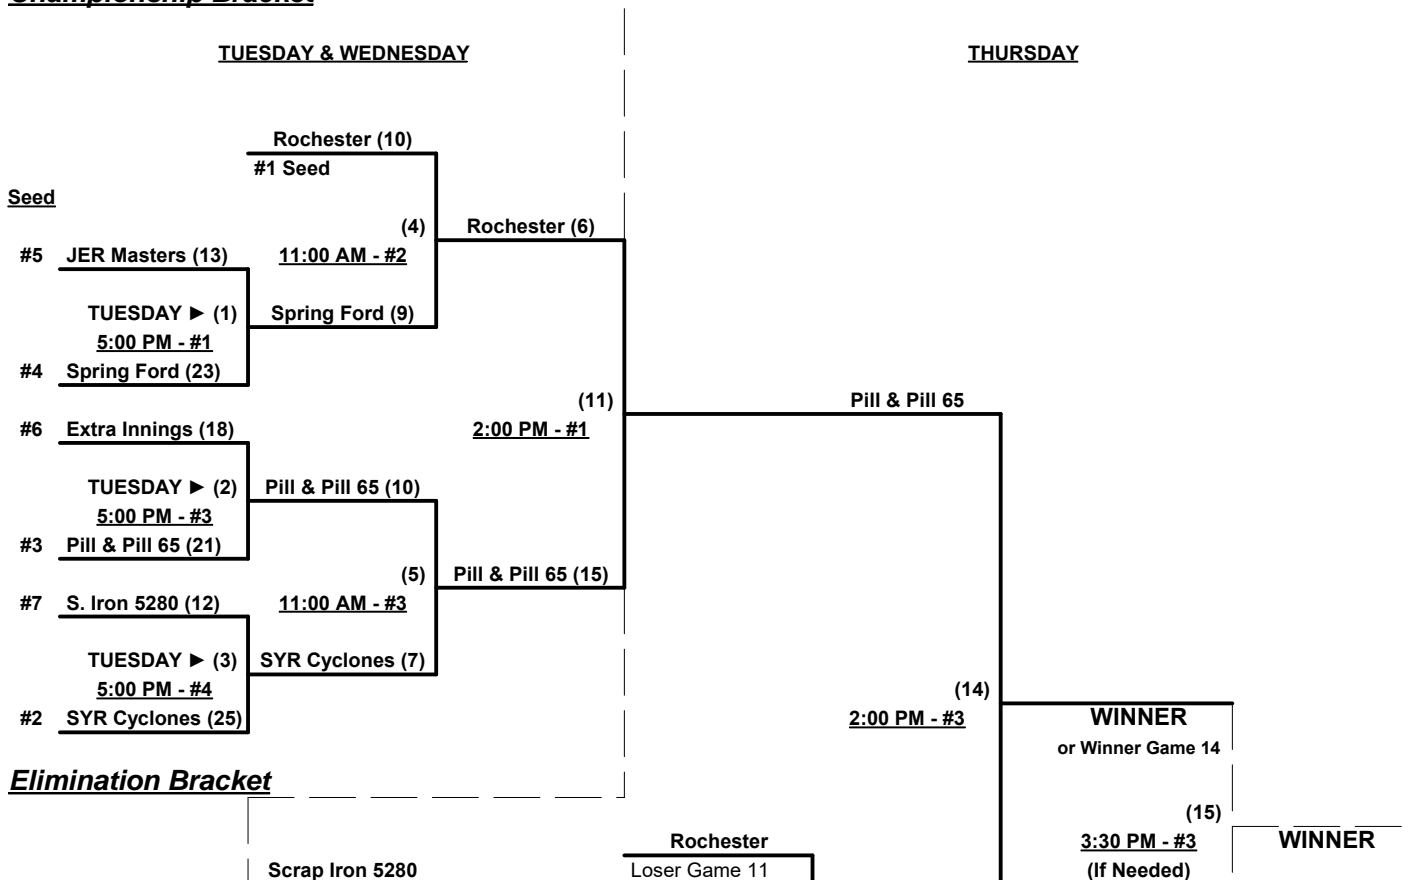 Championship Bracket
TUESDAY & WEDNESDAY
THURSDAY
Rochester (10)
#1 Seed
Seed
(4)
Rochester (6)
#5 JER Masters (13)
11:00 AM - #2
TUESDAY ► (1)
Spring Ford (9)
5:00 PM - #1
#4 Spring Ford (23)
(11)
Pill & Pill 65
#6 Extra Innings (18)
2:00 PM - #1
TUESDAY ► (2)
Pill & Pill 65 (10)
5:00 PM - #3
#3 Pill & Pill 65 (21)
(5)
Pill & Pill 65 (15)
#7 S. Iron 5280 (12)
11:00 AM - #3
TUESDAY ► (3)
SYR Cyclones (7)
5:00 PM - #4
(14)
#2 SYR Cyclones (25)
2:00 PM - #3
WINNER
or Winner Game 14
Elimination Bracket
(15)
Rochester
3:30 PM - #3
WINNER
Scrap Iron 5280
Loser Game 11
(If Needed)